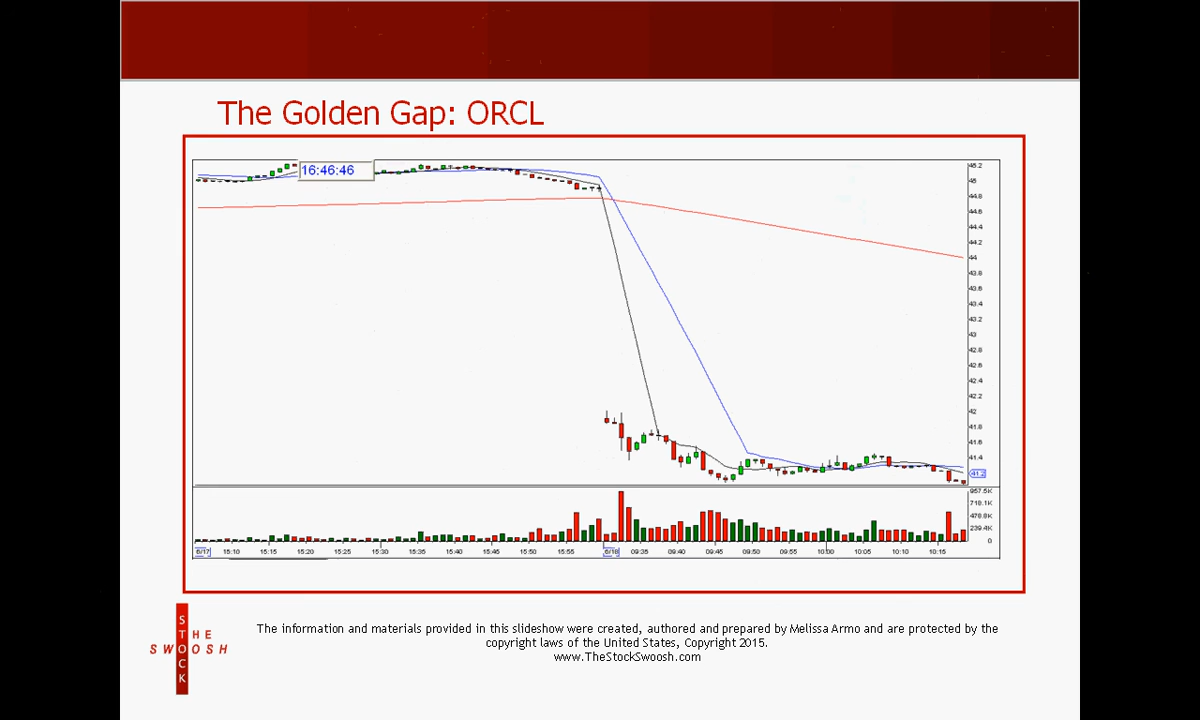 The Golden Gap: ORCL
16:46:46
45.2
45
44.8
44.6
44.4
44.2
44
43.8
43.6
43.4
43.2
43
42.8
42.6
42.4
42.2
42
41.8
41.6
41.4
41.2
957.5K
718.1K
478.8K
239.4K
0
6/17 15:10 15:15 15:20 15:25 15:30 15:35 15:40 15:45 15:50 15:55 6/18 09:35 09:40 09:45 09:50 09:55 10:00 10:05 10:10 10:15
STOCK
THE
SWOOSH
The information and materials provided in this slideshow were created, authored and prepared by Melissa Armo and are protected by the
copyright laws of the United States, Copyright 2015.
www.TheStockSwoosh.com